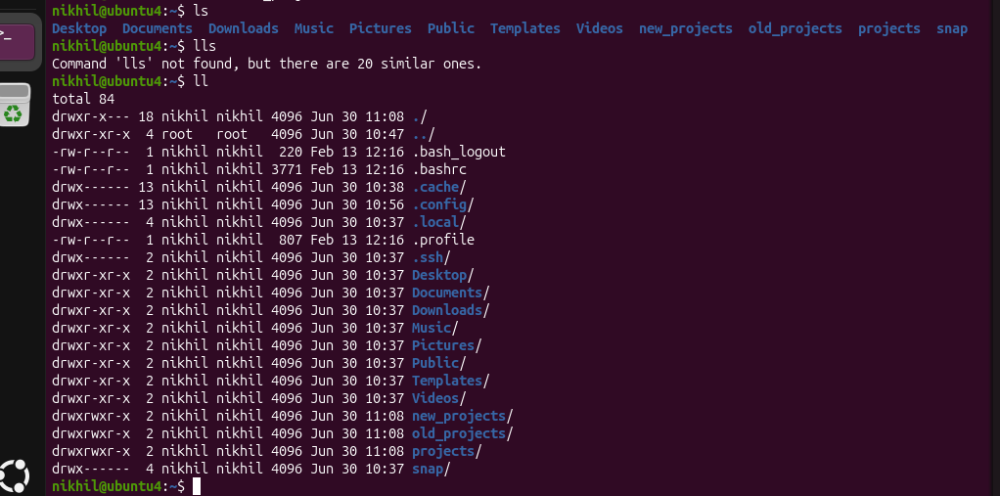 nikhil@ubuntu4:~$ ls
Desktop  Documents  Downloads  Music  Pictures  Public  Templates  Videos  new_projects  old_projects  projects  snap
nikhil@ubuntu4:~$ lls
Command 'lls' not found, but there are 20 similar ones.
nikhil@ubuntu4:~$ ll
total 84
drwxr-x--- 18 nikhil nikhil 4096 Jun 30 11:08 ./
drwxr-xr-x  4 root   root   4096 Jun 30 10:47 ../
-rw-r--r--  1 nikhil nikhil  220 Feb 13 12:16 .bash_logout
-rw-r--r--  1 nikhil nikhil 3771 Feb 13 12:16 .bashrc
drwx------ 13 nikhil nikhil 4096 Jun 30 10:38 .cache/
drwx------ 13 nikhil nikhil 4096 Jun 30 10:56 .config/
drwx------  4 nikhil nikhil 4096 Jun 30 10:37 .local/
-rw-r--r--  1 nikhil nikhil  807 Feb 13 12:16 .profile
drwx------  2 nikhil nikhil 4096 Jun 30 10:37 .ssh/
drwxr-xr-x  2 nikhil nikhil 4096 Jun 30 10:37 Desktop/
drwxr-xr-x  2 nikhil nikhil 4096 Jun 30 10:37 Documents/
drwxr-xr-x  2 nikhil nikhil 4096 Jun 30 10:37 Downloads/
drwxr-xr-x  2 nikhil nikhil 4096 Jun 30 10:37 Music/
drwxr-xr-x  2 nikhil nikhil 4096 Jun 30 10:37 Pictures/
drwxr-xr-x  2 nikhil nikhil 4096 Jun 30 10:37 Public/
drwxr-xr-x  2 nikhil nikhil 4096 Jun 30 10:37 Templates/
drwxr-xr-x  2 nikhil nikhil 4096 Jun 30 10:37 Videos/
drwxrwxr-x  2 nikhil nikhil 4096 Jun 30 11:08 new_projects/
drwxrwxr-x  2 nikhil nikhil 4096 Jun 30 11:08 old_projects/
drwxrwxr-x  2 nikhil nikhil 4096 Jun 30 11:08 projects/
drwx------  4 nikhil nikhil 4096 Jun 30 10:37 snap/
nikhil@ubuntu4:~$